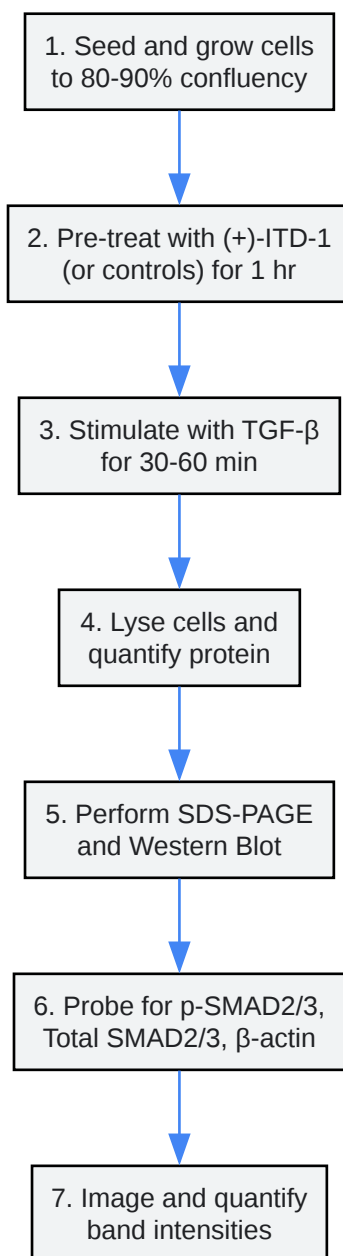 1. Seed and grow cells
to 80-90% confluency
2. Pre-treat with (+)-ITD-1
(or controls) for 1 hr
3. Stimulate with TGF-β
for 30-60 min
4. Lyse cells and
quantify protein
5. Perform SDS-PAGE
and Western Blot
6. Probe for p-SMAD2/3,
Total SMAD2/3, β-actin
7. Image and quantify
band intensities